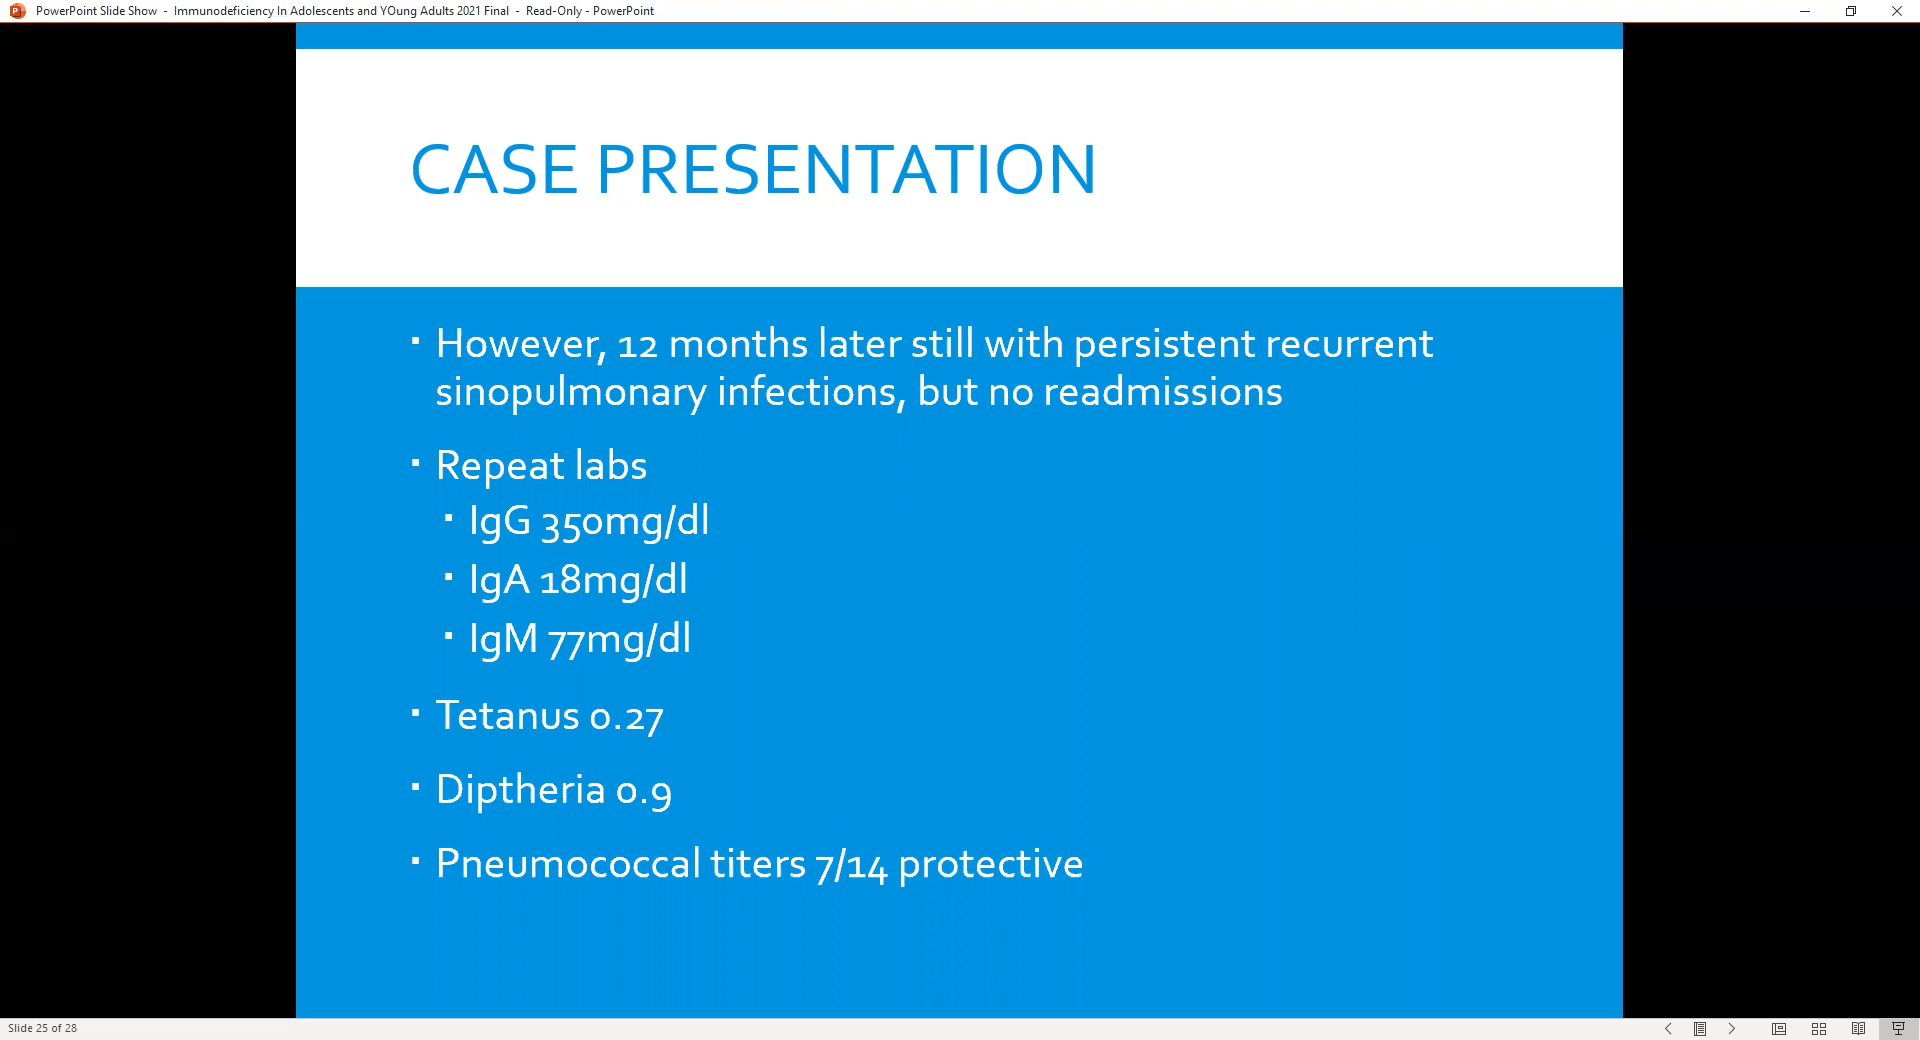 PowerPoint Slide Show - Immunodeficiency In Adolescents and YOung Adults 2021 Final - Read-Only - PowerPoint
CASE PRESENTATION
▪ However, 12 months later still with persistent recurrent
sinopulmonary infections, but no readmissions
▪ Repeat labs
▪ IgG 350mg/dl
▪ IgA 18mg/dl
▪ IgM 77mg/dl
▪ Tetanus 0.27
▪ Diptheria 0.9
▪ Pneumococcal titers 7/14 protective
Slide 25 of 28